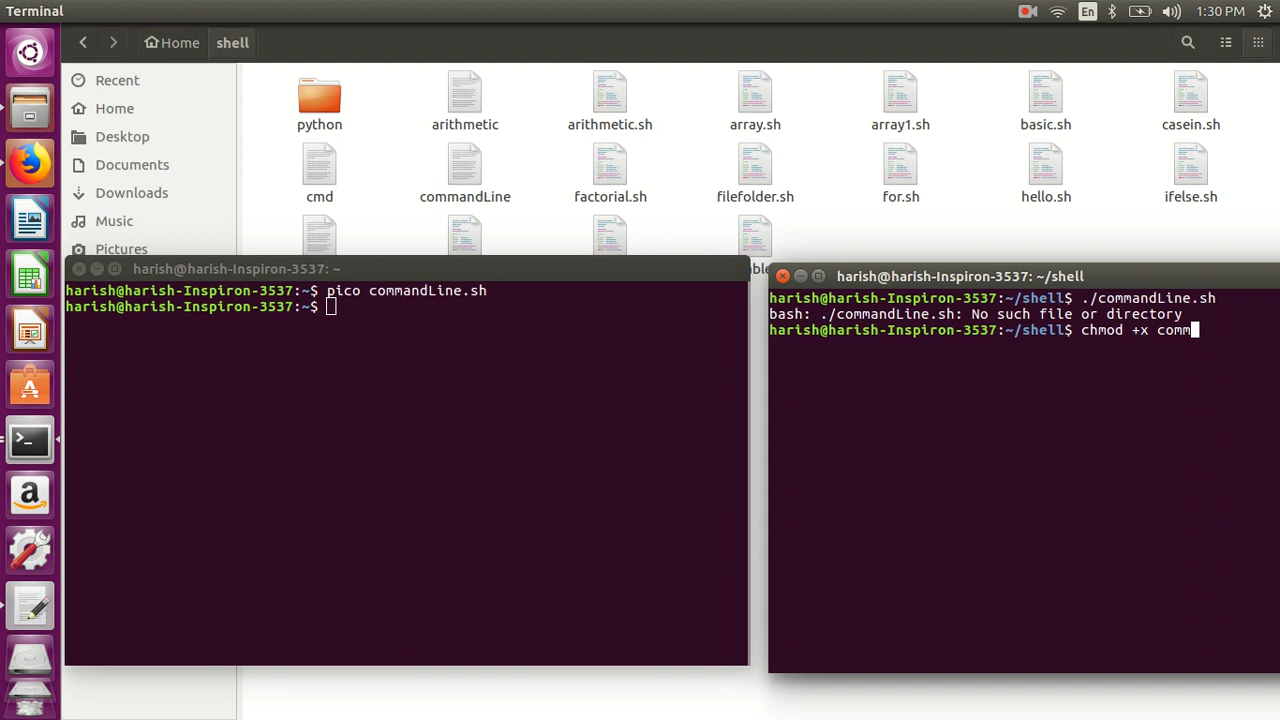 Terminal
En
1:30 PM
Home
shell
Recent
Home
Desktop
Documents
Downloads
Music
Pictures
python
arithmetic
arithmetic.sh
array.sh
array1.sh
basic.sh
casein.sh
cmd
commandLine
factorial.sh
filefolder.sh
for.sh
hello.sh
ifelse.sh
harish@harish-Inspiron-3537: ~
harish@harish-Inspiron-3537:~$ pico commandLine.sh
harish@harish-Inspiron-3537:~$
harish@harish-Inspiron-3537: ~/shell
harish@harish-Inspiron-3537:~/shell$ ./commandLine.sh
bash: ./commandLine.sh: No such file or directory
harish@harish-Inspiron-3537:~/shell$ chmod +x comm